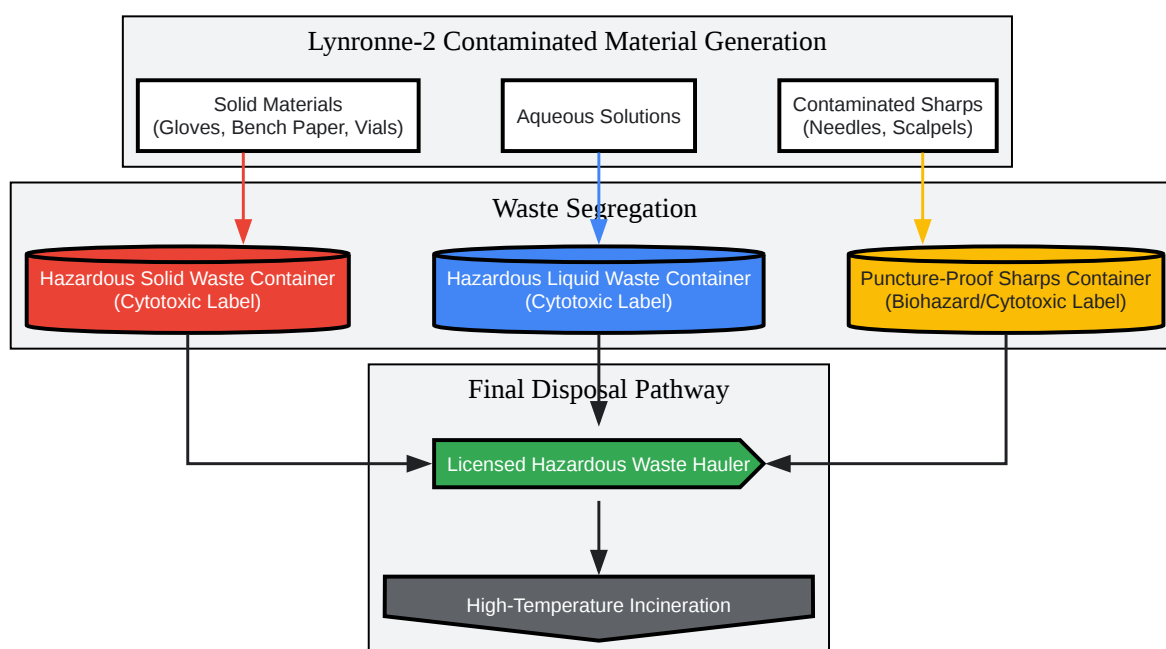 Lynronne-2 Contaminated Material Generation
Solid Materials
(Gloves, Bench Paper, Vials)
Aqueous Solutions
Contaminated Sharps
(Needles, Scalpels)
Waste Segregation
Hazardous Solid Waste Container
(Cytotoxic Label)
Hazardous Liquid Waste Container
(Cytotoxic Label)
Puncture-Proof Sharps Container
(Biohazard/Cytotoxic Label)
Final Disposal Pathway
Licensed Hazardous Waste Hauler
High-Temperature Incineration